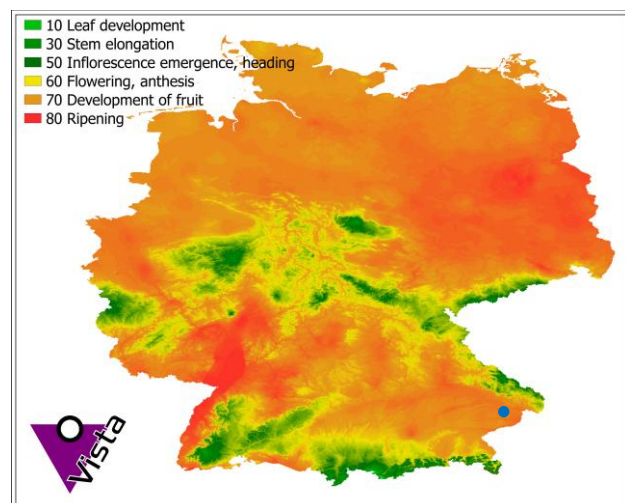 10 Leaf development
30 Stem elongation
50 Inflorescence emergence, heading
60 Flowering, anthesis
70 Development of fruit
80 Ripening
Vista